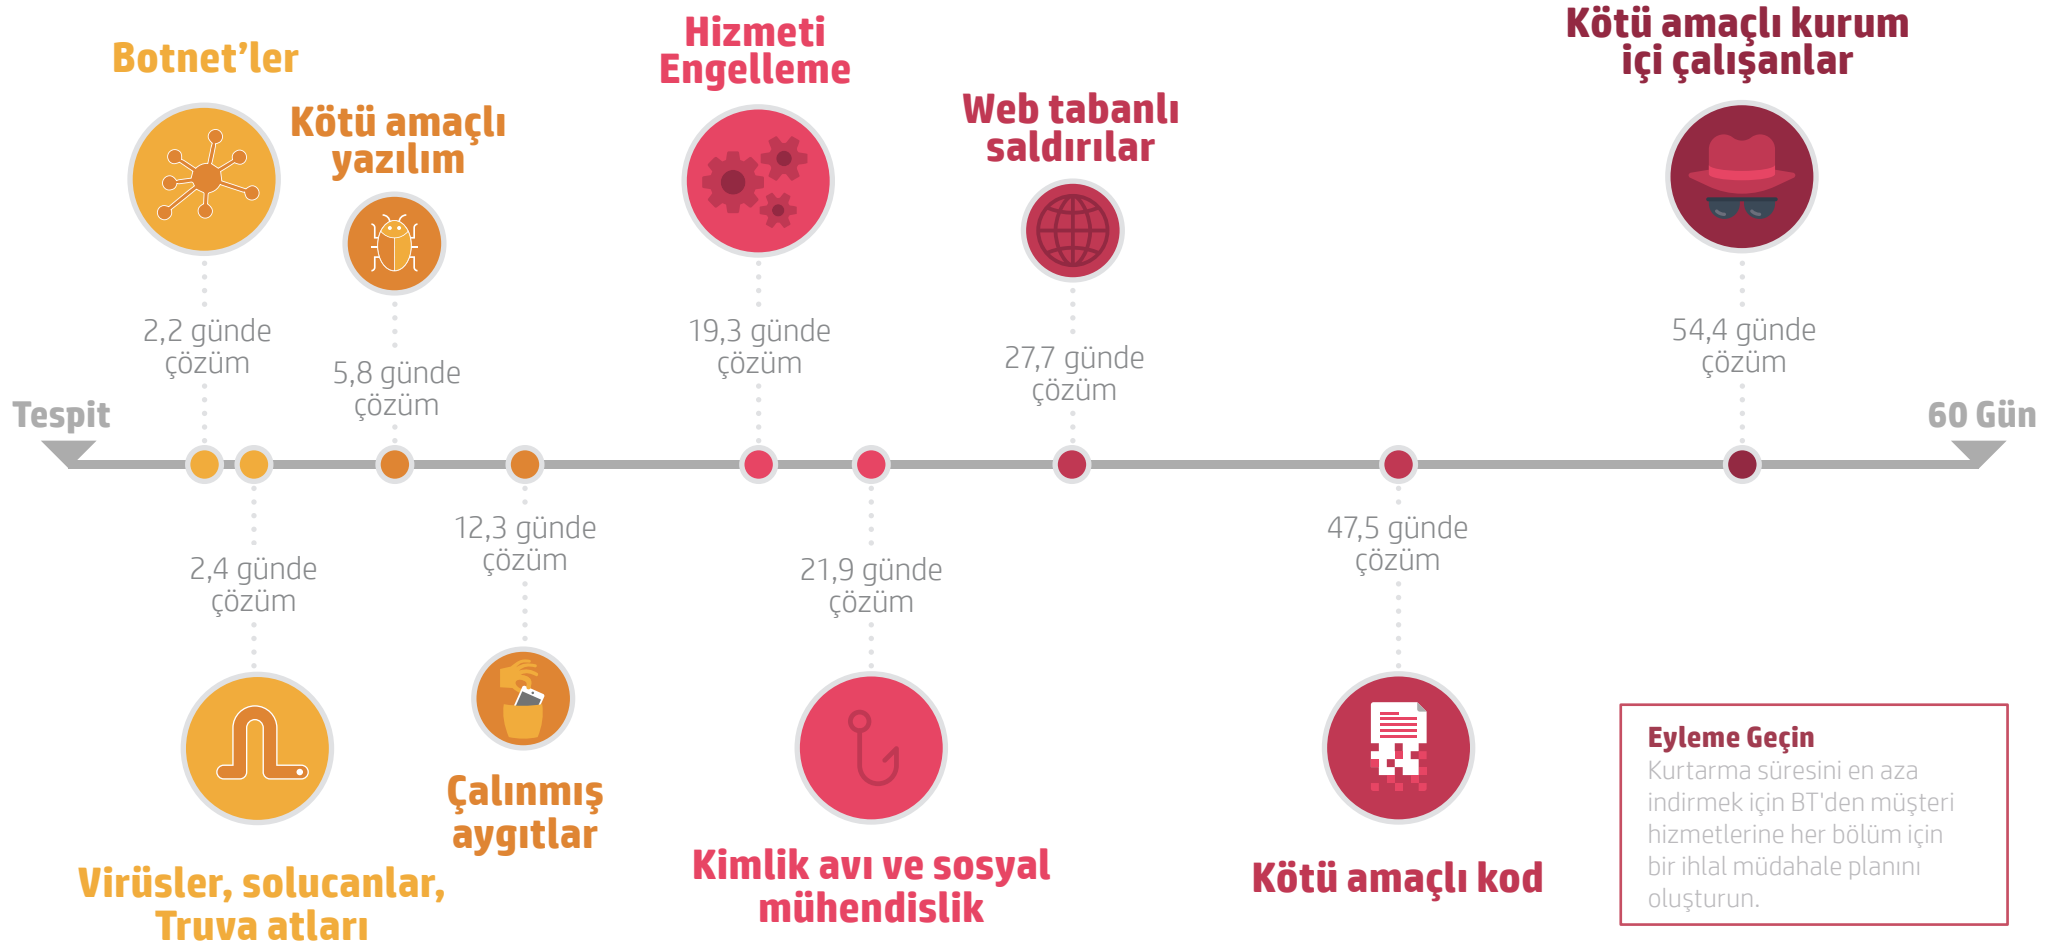 Botnet’ler
2,2 günde
çözüm
Kötü amaçlı
yazılım
5,8 günde
çözüm
Hizmeti
Engelleme
19,3 günde
çözüm
Web tabanlı
saldırılar
27,7 günde
çözüm
Kötü amaçlı kurum
içi çalışanlar
54,4 günde
çözüm
Tespit
60 Gün
2,4 günde
çözüm
Virüsler, solucanlar,
Truva atları
12,3 günde
çözüm
Çalınmış
aygıtlar
21,9 günde
çözüm
Kimlik avı ve sosyal
mühendislik
47,5 günde
çözüm
Kötü amaçlı kod
Eyleme Geçin
Kurtarma süresini en aza
indirmek için BT'den müşteri
hizmetlerine her bölüm için
bir ihlal müdahale planını
oluşturun.